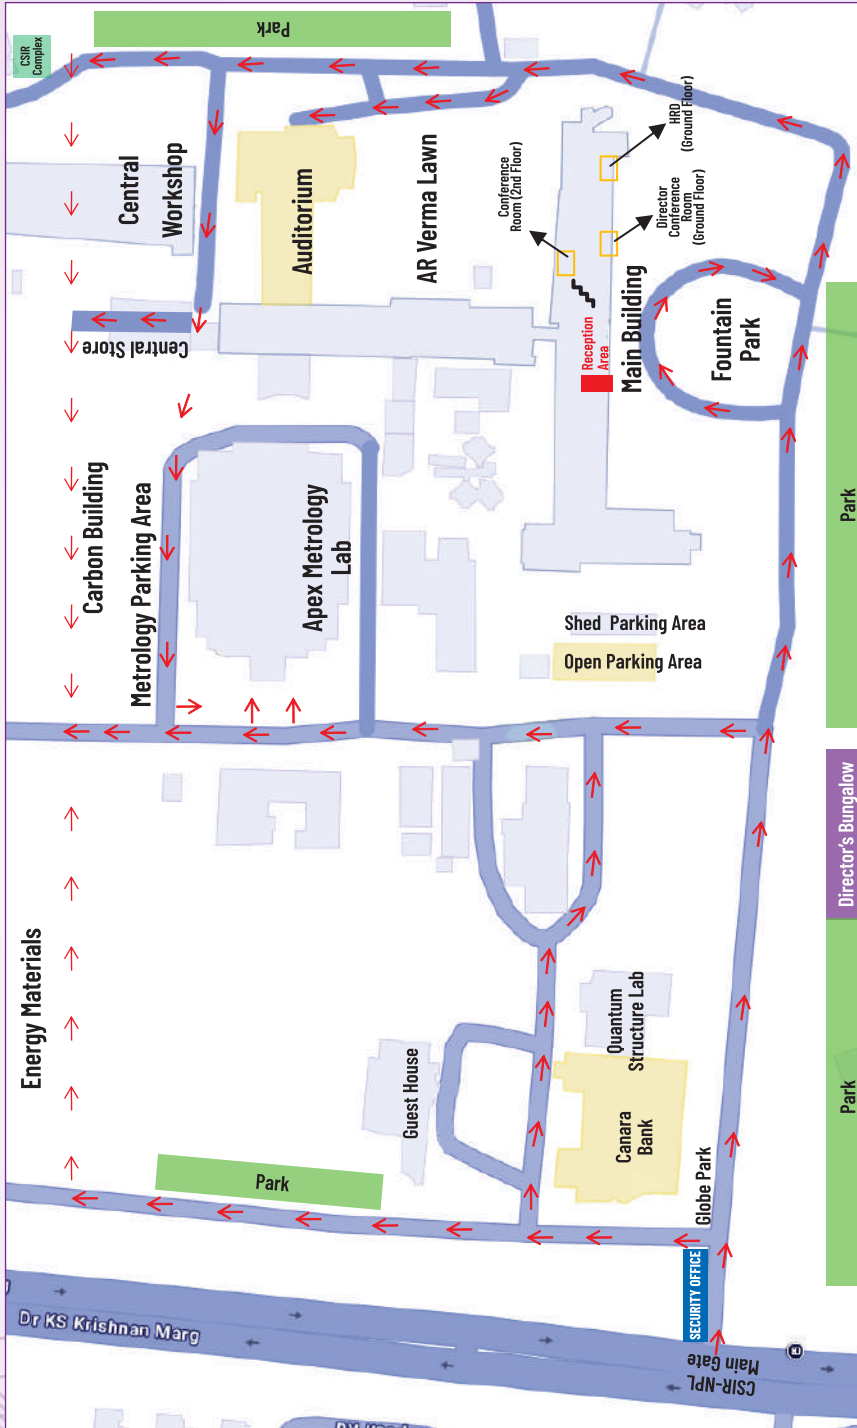 Park
CSIR
Complex
Central
Workshop
Auditorium
AR Verma Lawn
Conference
Room (2nd Floor)
HRD
(Ground Floor)
Director
Conference
Room
(Ground Floor)
Central Store
Reception
Area
Main Building
Fountain
Park
Carbon Building
Metrology Parking Area
Apex Metrology
Lab
Park
Shed Parking Area
Open Parking Area
Director's Bungalow
Energy Materials
Guest House
Quantum
Structure Lab
Canara
Bank
Park
Park
Globe Park
SECURITY OFFICE
Dr KS Krishnan Marg
CSIR-NPL
Main Gate